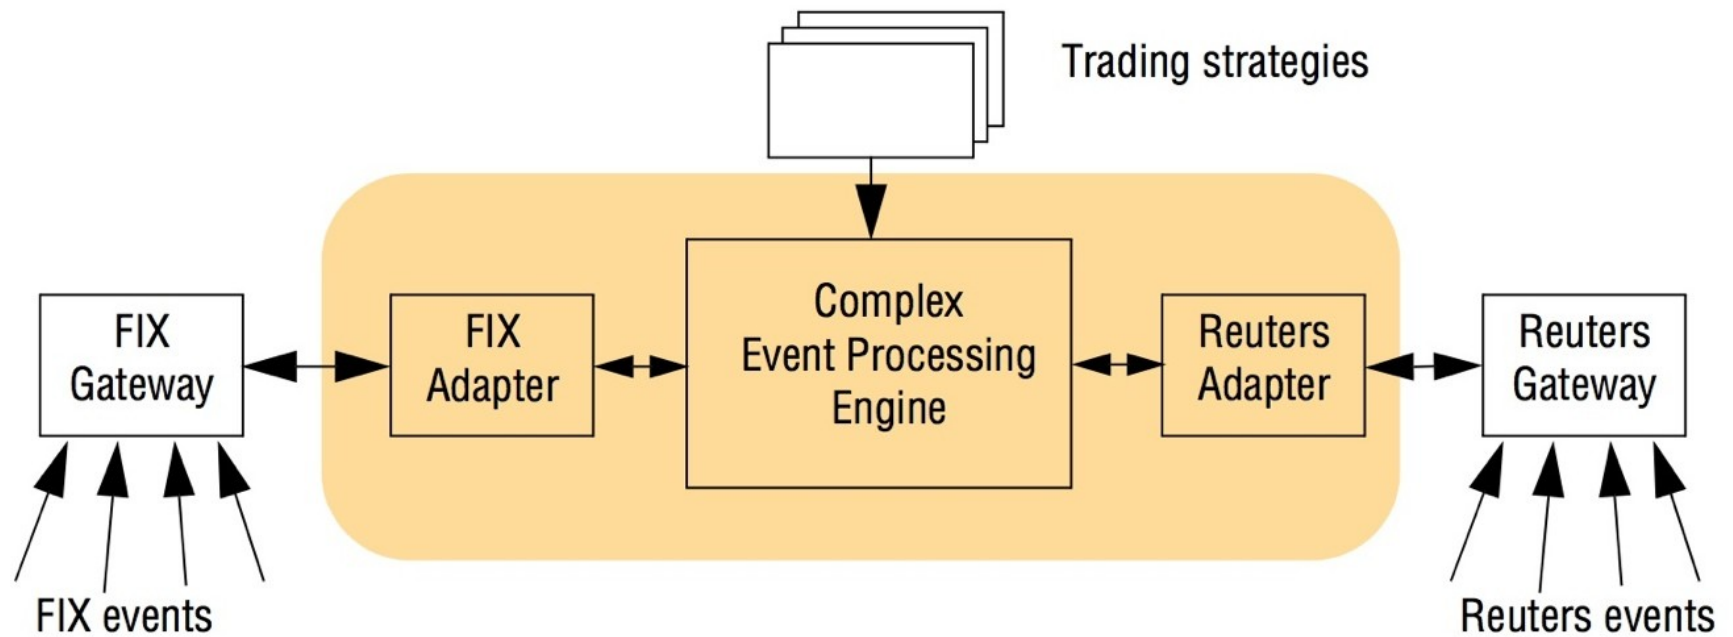 Trading strategies
FIX
Gateway
FIX
Adapter
Complex
Event Processing
Engine
Reuters
Adapter
Reuters
Gateway
FIX events
Reuters events